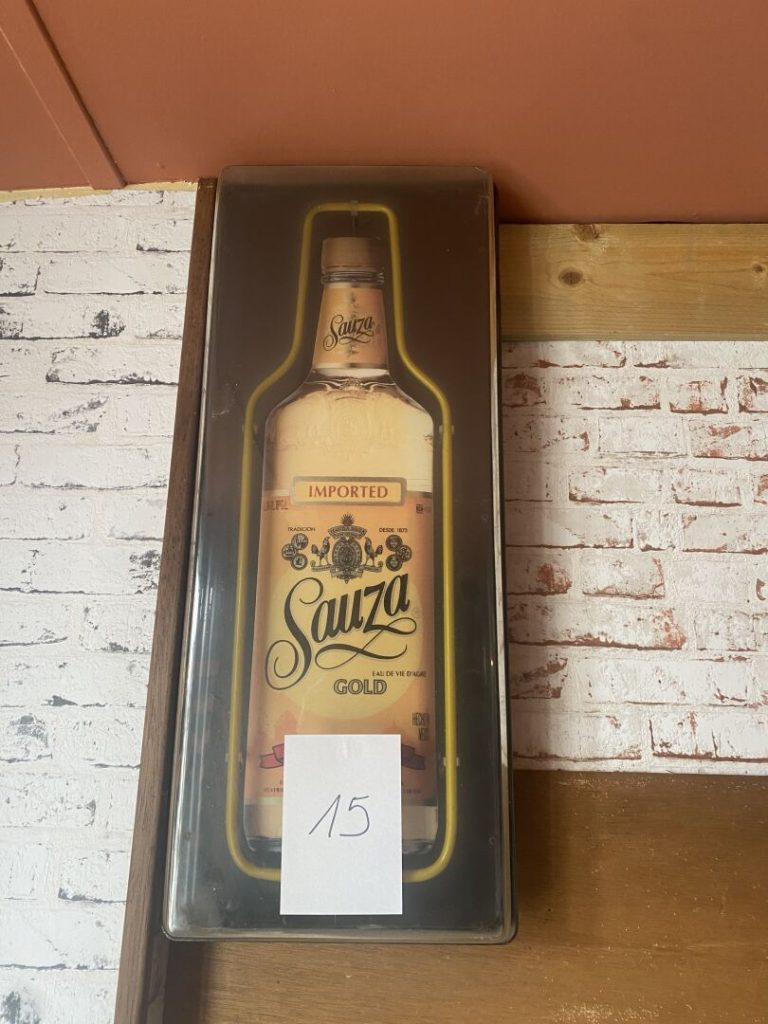 Sauza
IMPORTED
TRADICION DESDE 1873
Sauza
EAU DE VIE D'AGAVE
GOLD
15